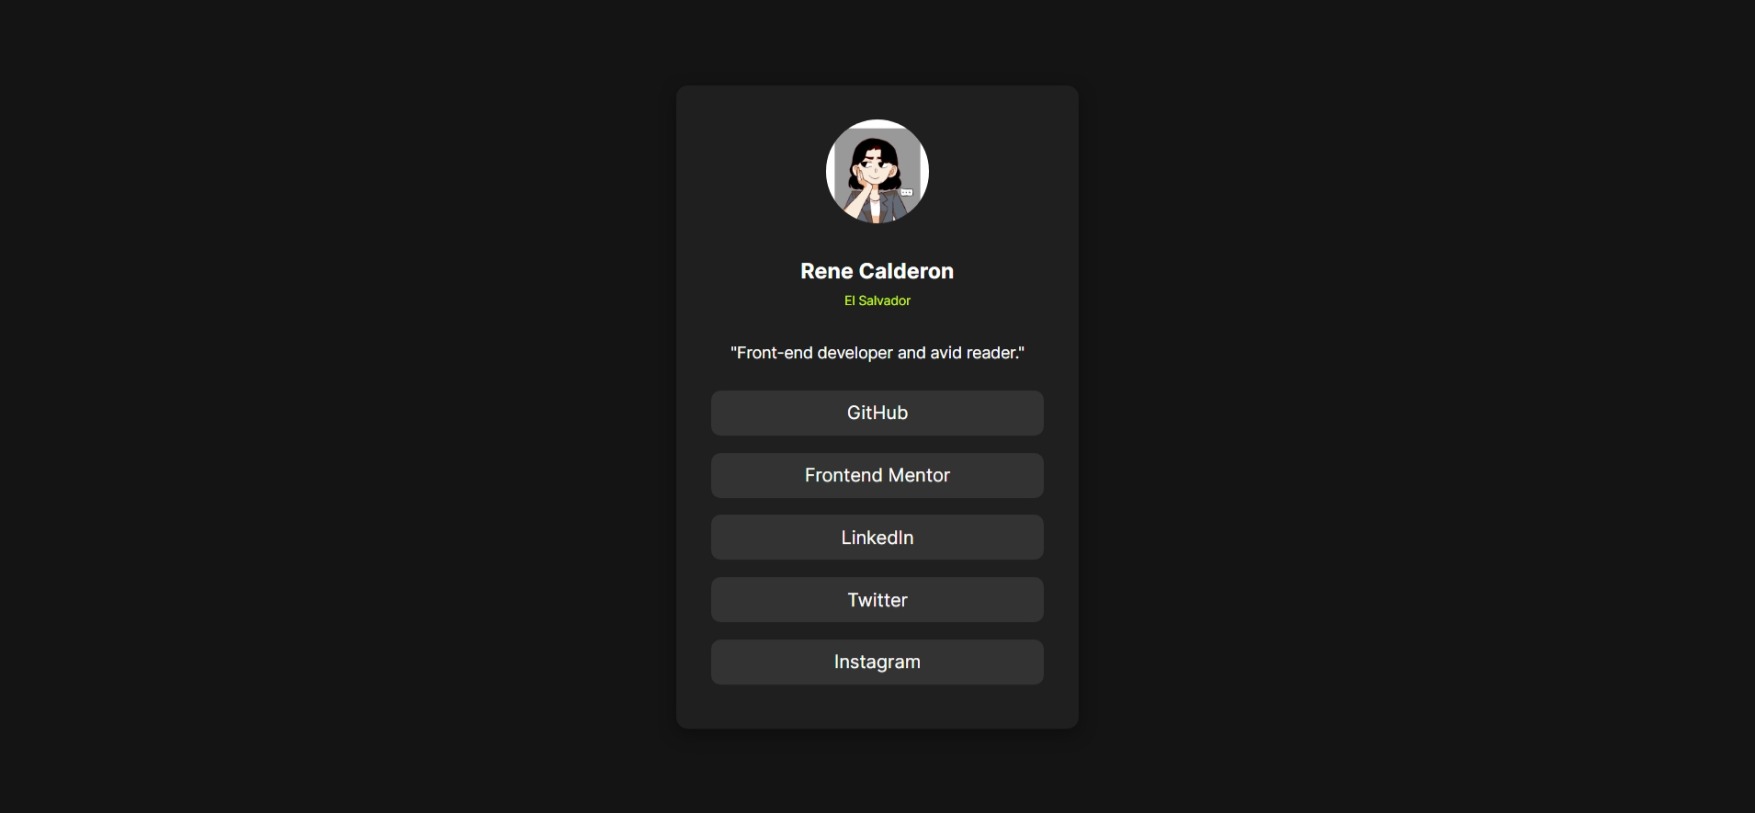 Rene Calderon
El Salvador
"Front-end developer and avid reader."
GitHub
Frontend Mentor
LinkedIn
Twitter
Instagram